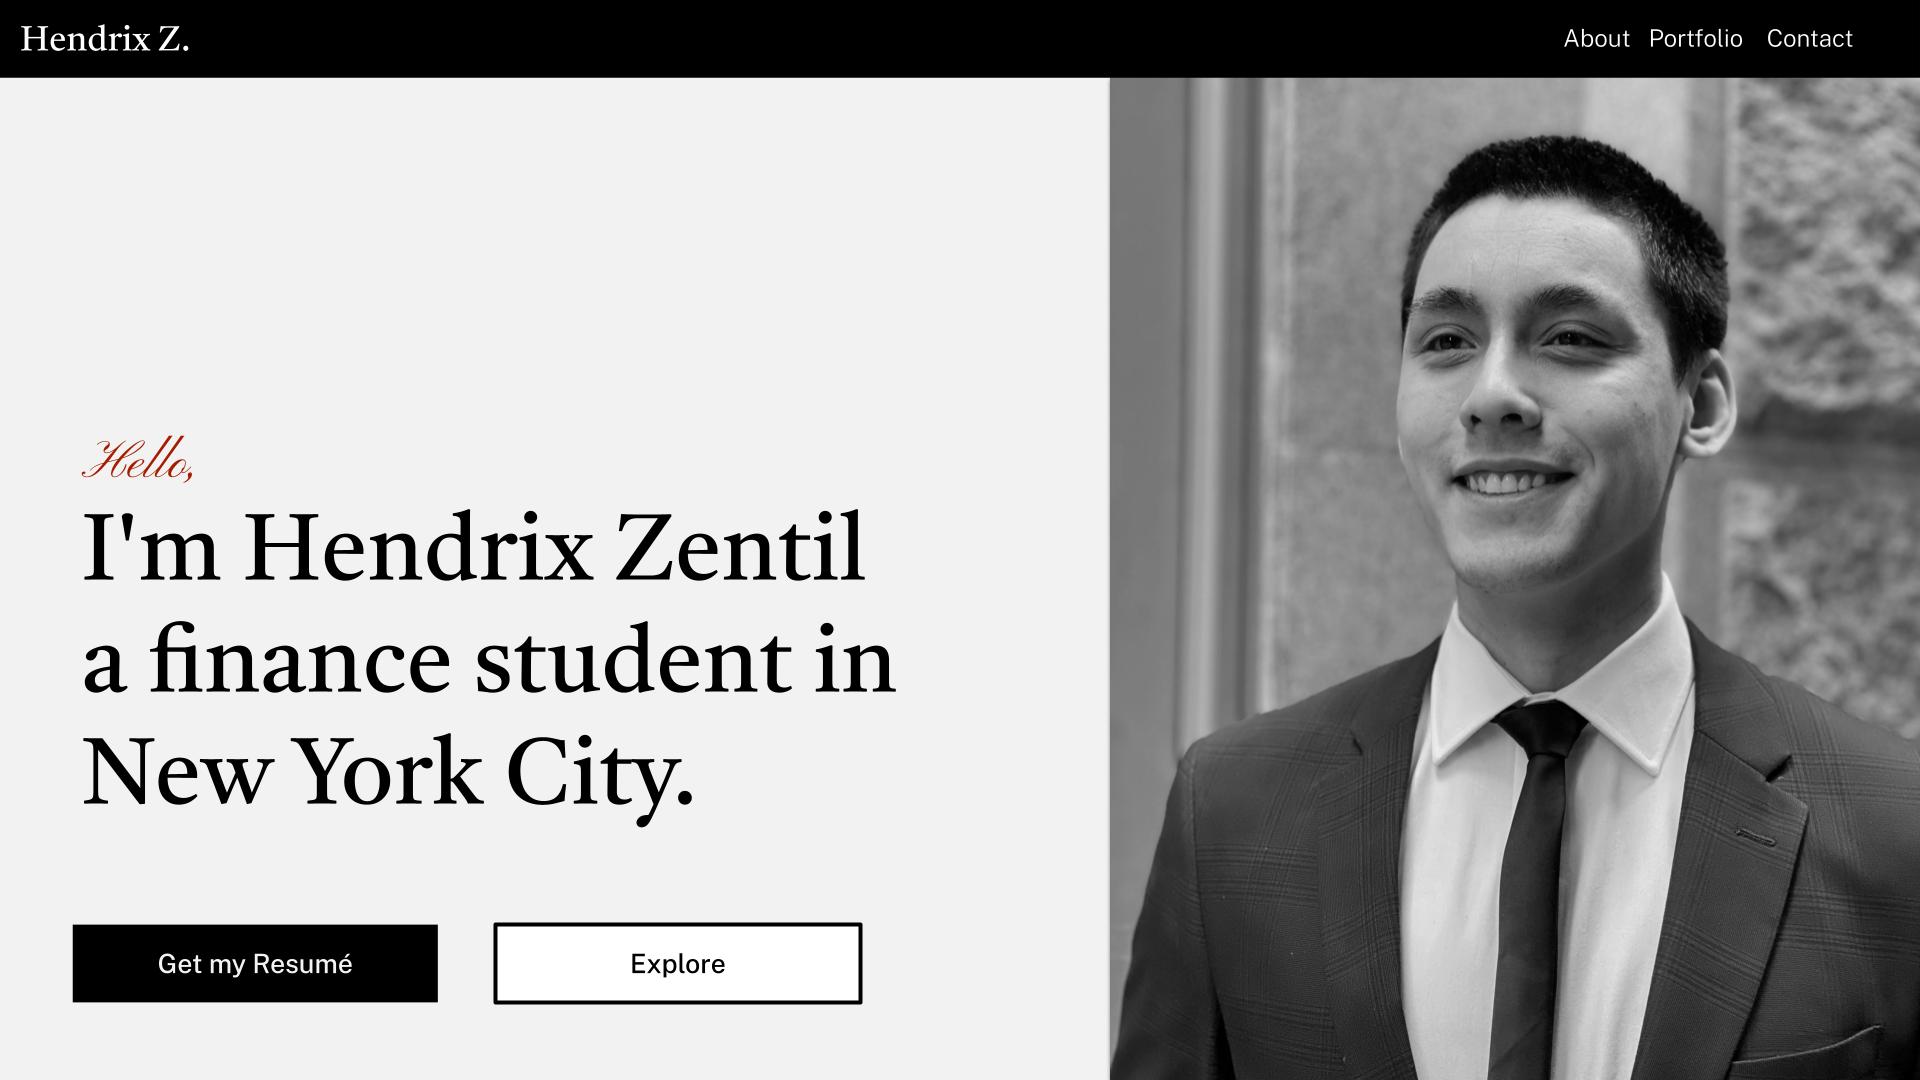 Hendrix Z.
About Portfolio Contact
Hello,
I'm Hendrix Zentil
a finance student in
New York City.
Get my Resumé
Explore